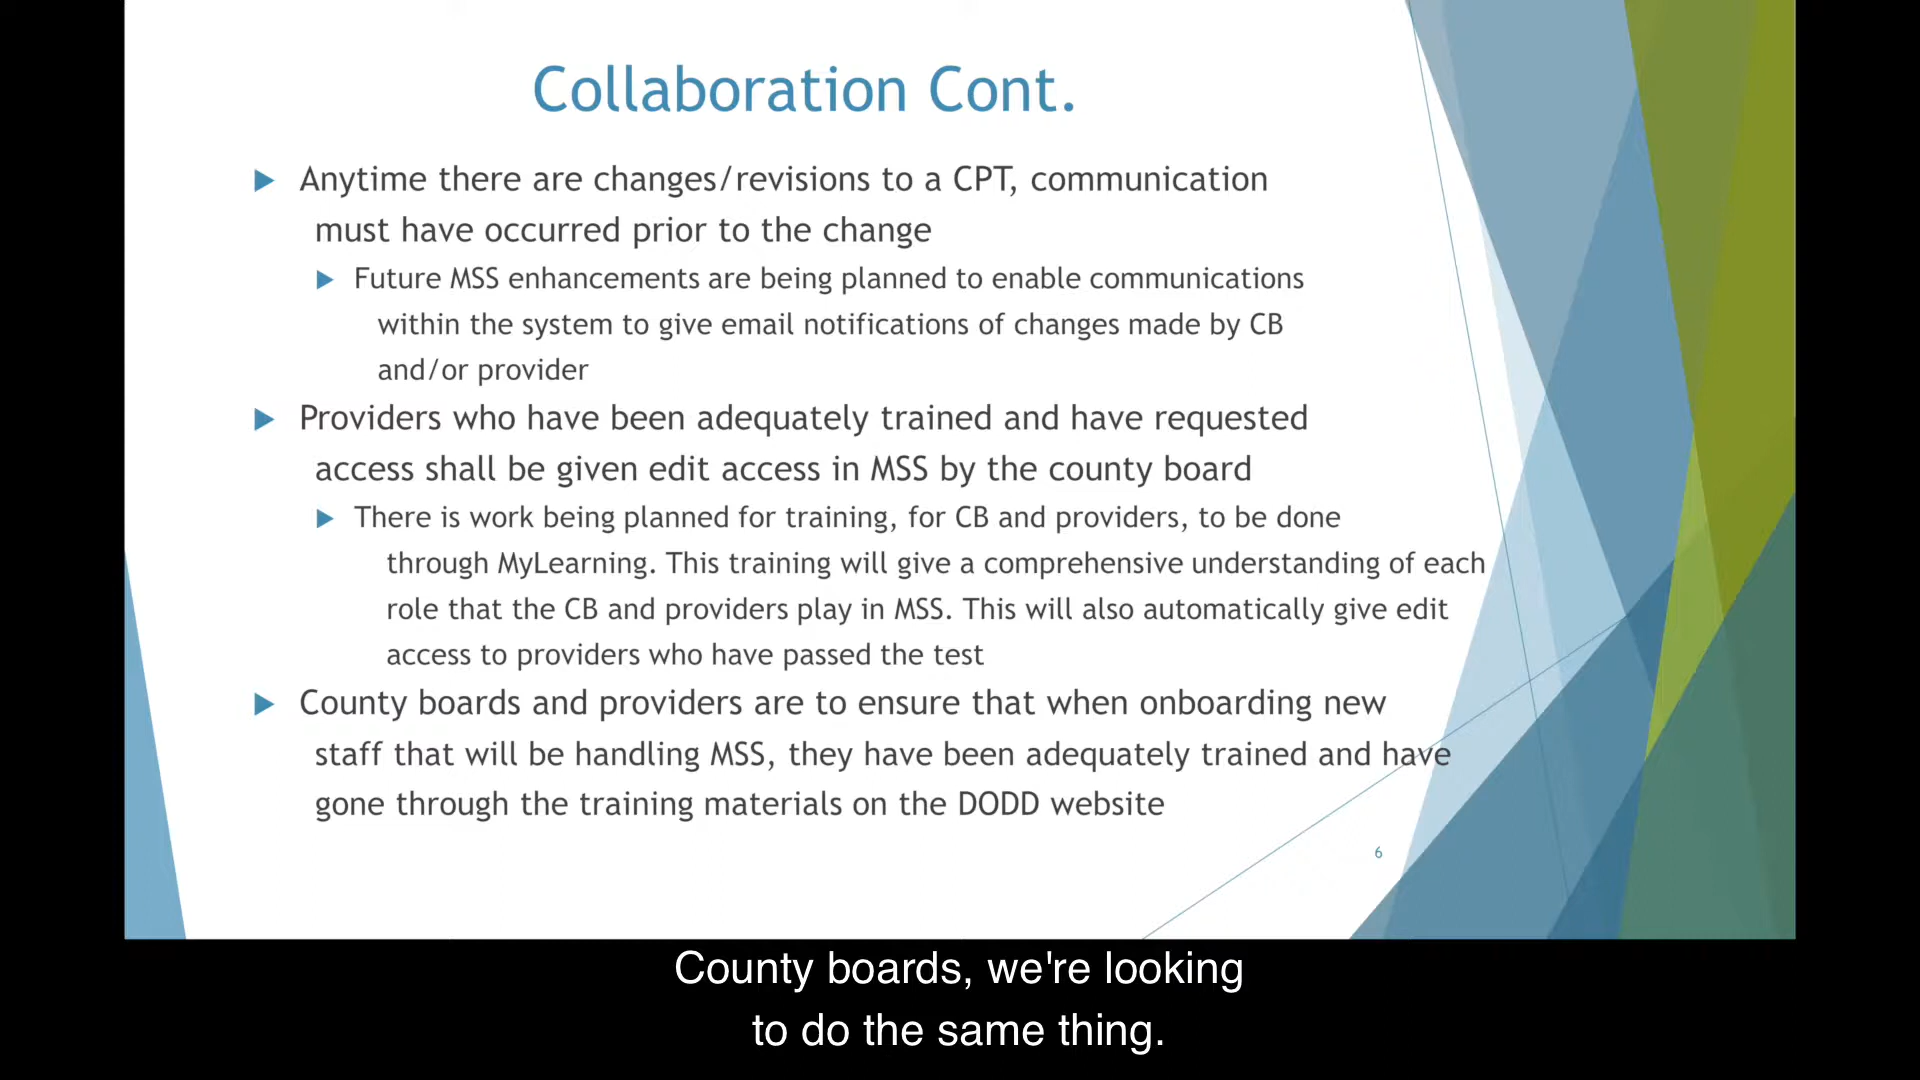 Collaboration Cont.
Anytime there are changes/revisions to a CPT, communication
must have occurred prior to the change
Future MSS enhancements are being planned to enable communications
within the system to give email notifications of changes made by CB
and/or provider
Providers who have been adequately trained and have requested
access shall be given edit access in MSS by the county board
There is work being planned for training, for CB and providers, to be done
through MyLearning. This training will give a comprehensive understanding of each
role that the CB and providers play in MSS. This will also automatically give edit
access to providers who have passed the test
County boards and providers are to ensure that when onboarding new
staff that will be handling MSS, they have been adequately trained and have
gone through the training materials on the DODD website
6
County boards, we're looking
to do the same thing.